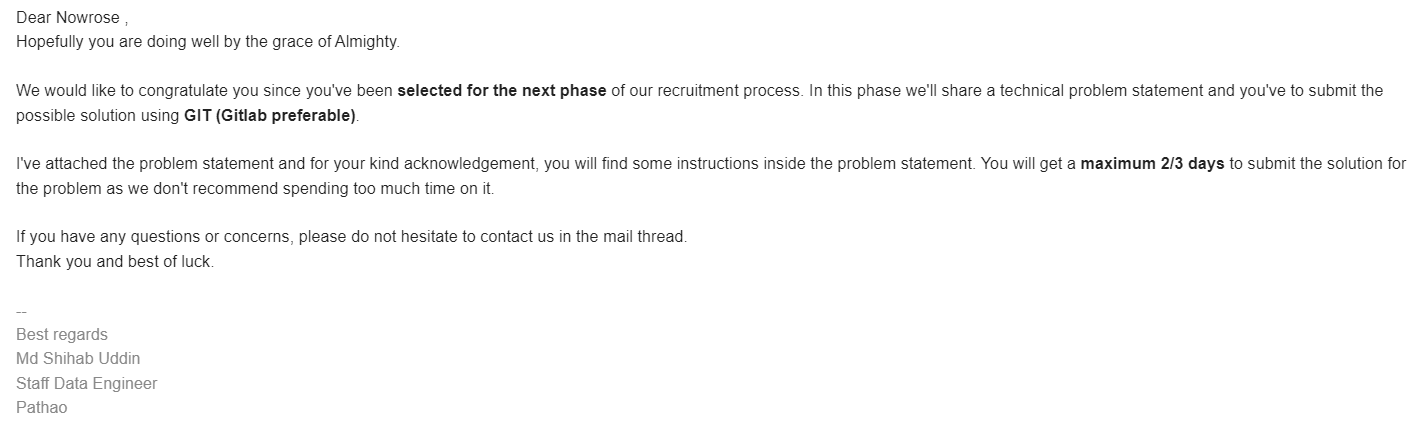 Dear Nowrose ,
Hopefully you are doing well by the grace of Almighty.
We would like to congratulate you since you've been selected for the next phase of our recruitment process. In this phase we'll share a technical problem statement and you've to submit the
possible solution using GIT (Gitlab preferable).
I've attached the problem statement and for your kind acknowledgement, you will find some instructions inside the problem statement. You will get a maximum 2/3 days to submit the solution for
the problem as we don't recommend spending too much time on it.
If you have any questions or concerns, please do not hesitate to contact us in the mail thread.
Thank you and best of luck.
--
Best regards
Md Shihab Uddin
Staff Data Engineer
Pathao